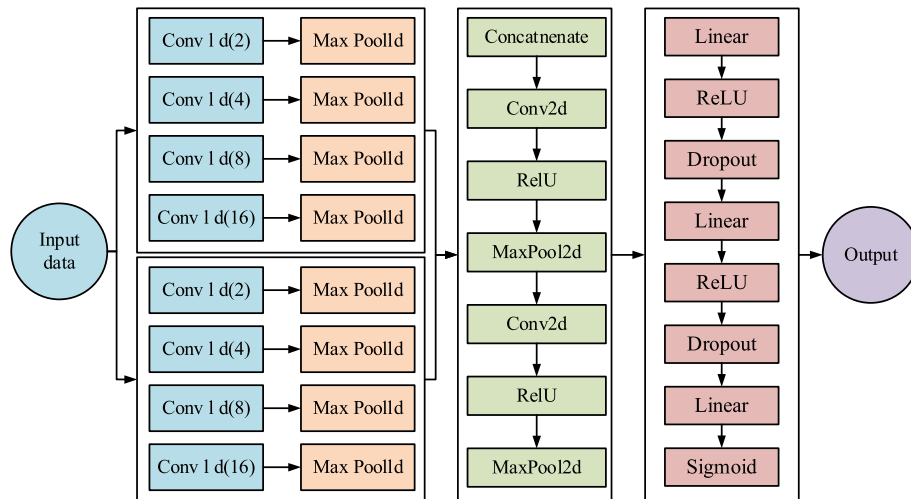 Input
data
Conv 1 d(2)
Max Poolld
Conv 1 d(4)
Max Poolld
Conv 1 d(8)
Max Poolld
Conv 1 d(16)
Max Poolld
Conv 1 d(2)
Max Poolld
Conv 1 d(4)
Max Poolld
Conv 1 d(8)
Max Poolld
Conv 1 d(16)
Max Poolld
Concatnenate
Conv2d
RelU
MaxPool2d
Conv2d
RelU
MaxPool2d
Linear
ReLU
Dropout
Linear
ReLU
Dropout
Linear
Sigmoid
Output